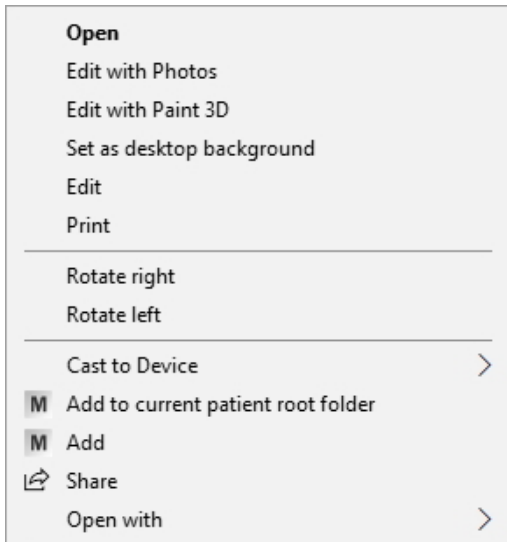 Open
Edit with Photos
Edit with Paint 3D
Set as desktop background
Edit
Print
Rotate right
Rotate left
Cast to Device
M Add to current patient root folder
M Add
Share
Open with